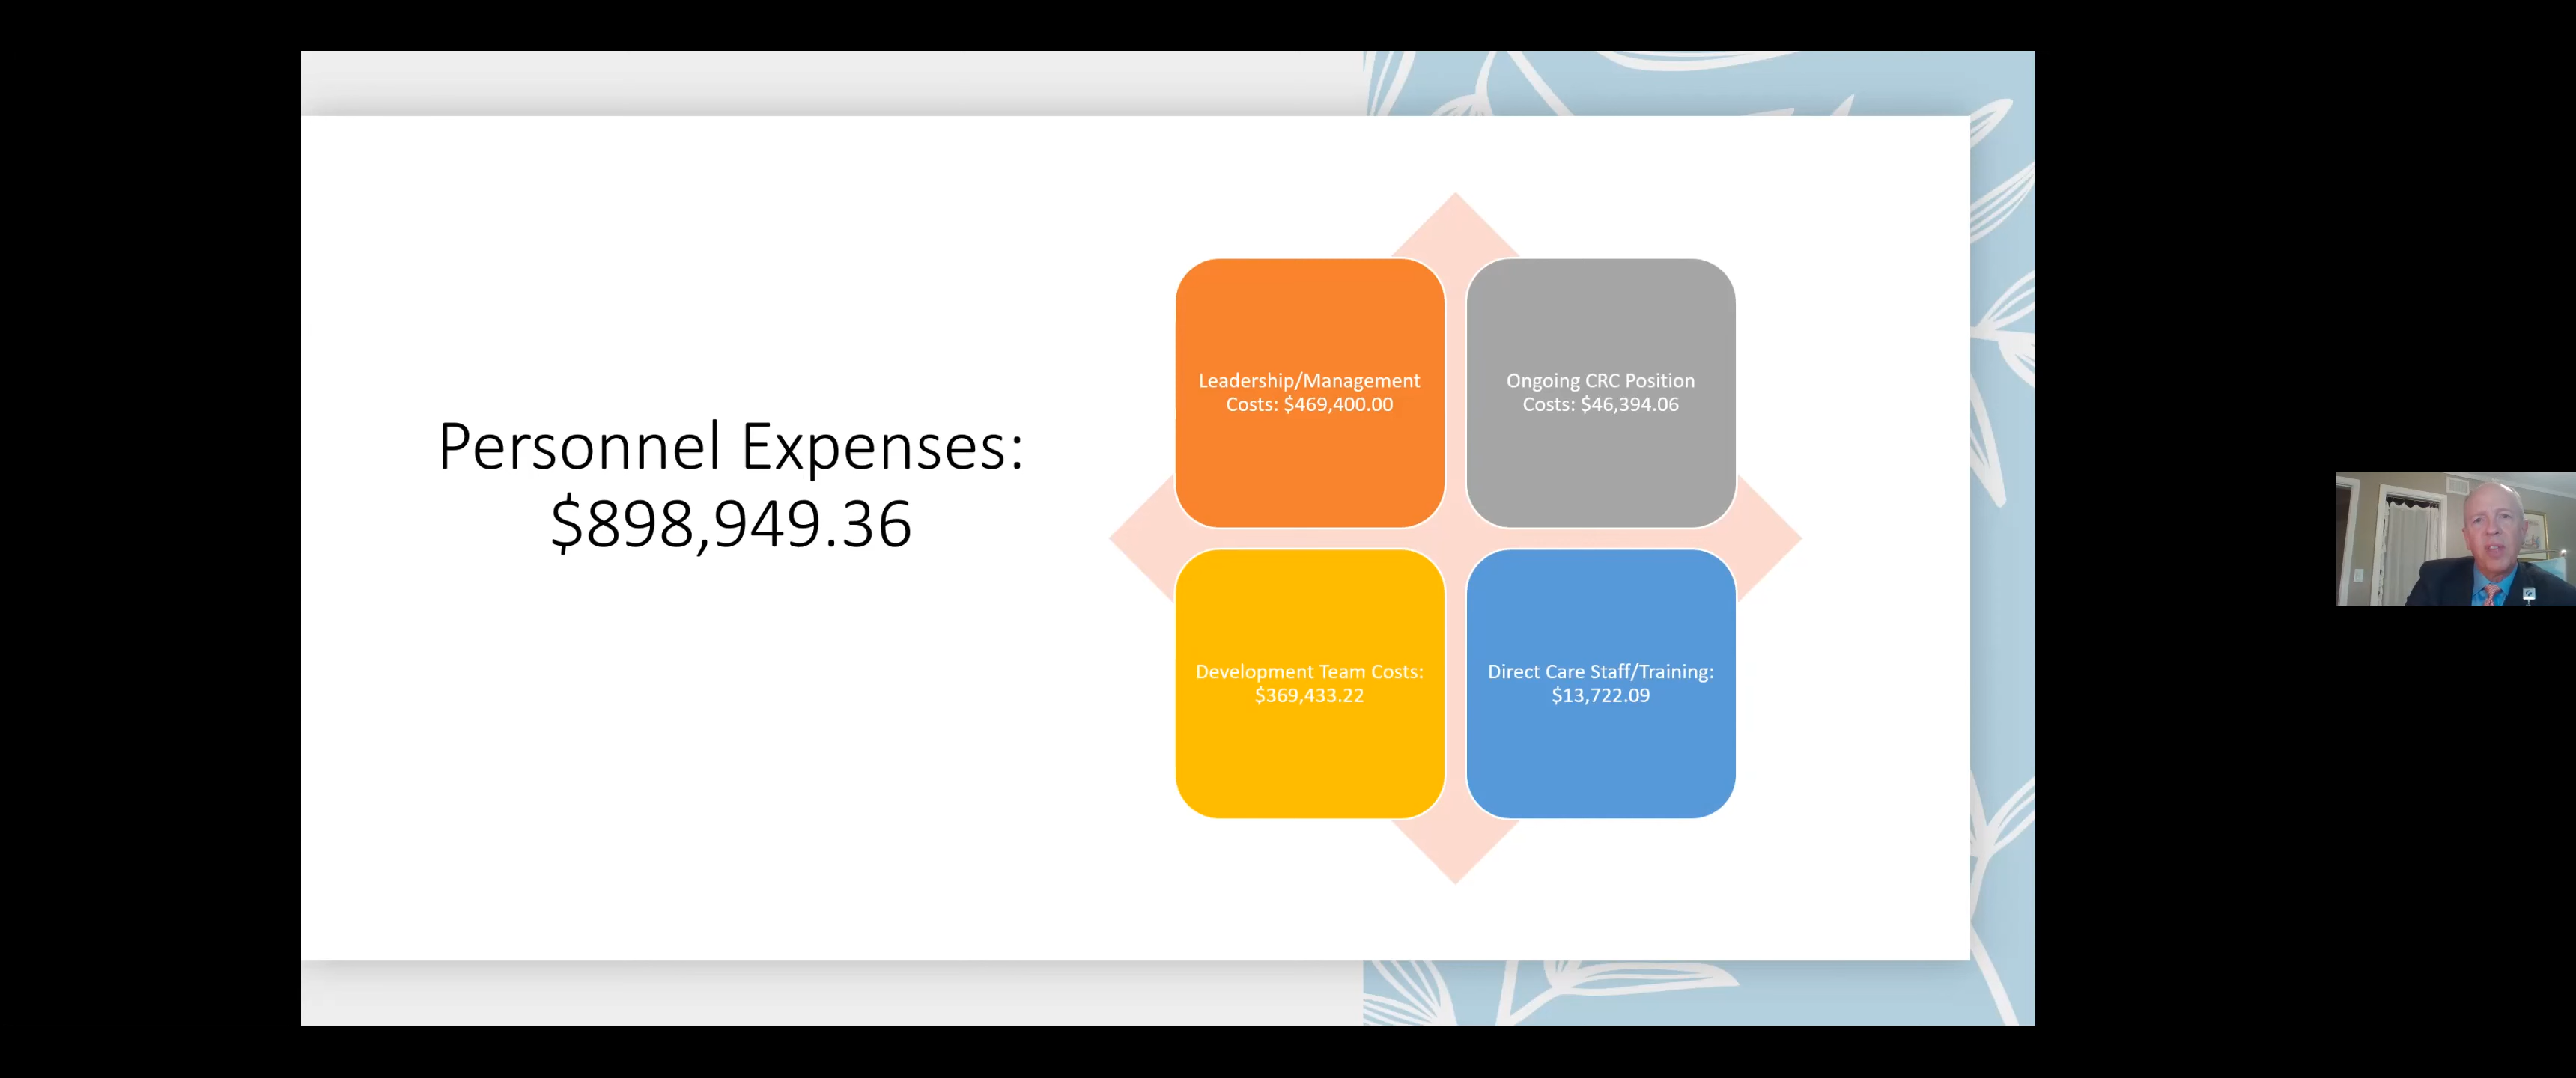 Personnel Expenses:
$898,949.36
Leadership/Management
Costs: $469,400.00
Ongoing CRC Position
Costs: $46,394.06
Development Team Costs:
$369,433.22
Direct Care Staff/Training:
$13,722.09